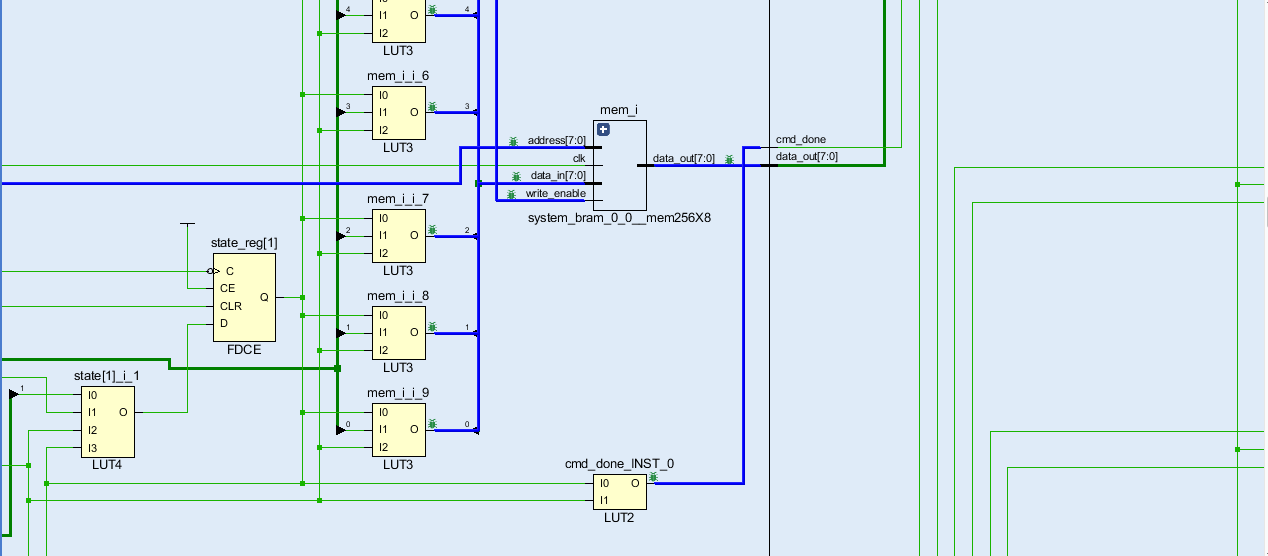 I0
4
I1
O
4
I2
LUT3
mem_i_i_6
I0
3
I1
O
3
I2
LUT3
mem_i
address[7:0]
clk
data_in[7:0]
write_enable
data_out[7:0]
system_bram_0_0__mem256X8
cmd_done
data_out[7:0]
mem_i_i_7
I0
2
I1
O
2
I2
LUT3
state_reg[1]
C
CE
CLR
D
Q
FDCE
mem_i_i_8
I0
1
I1
O
1
I2
LUT3
state[1]_i_1
1
I0
I1
O
I2
I3
LUT4
mem_i_i_9
I0
0
I1
O
0
I2
LUT3
cmd_done_INST_0
I0
O
I1
LUT2